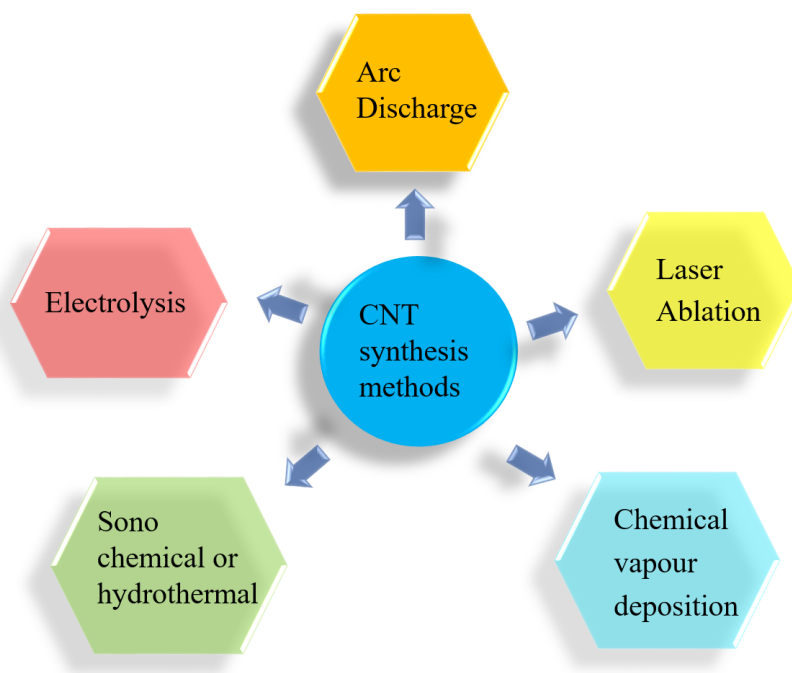 Arc
Discharge
Electrolysis
CNT
synthesis
methods
Laser
Ablation
Sono
chemical or
hydrothermal
Chemical
vapour
deposition